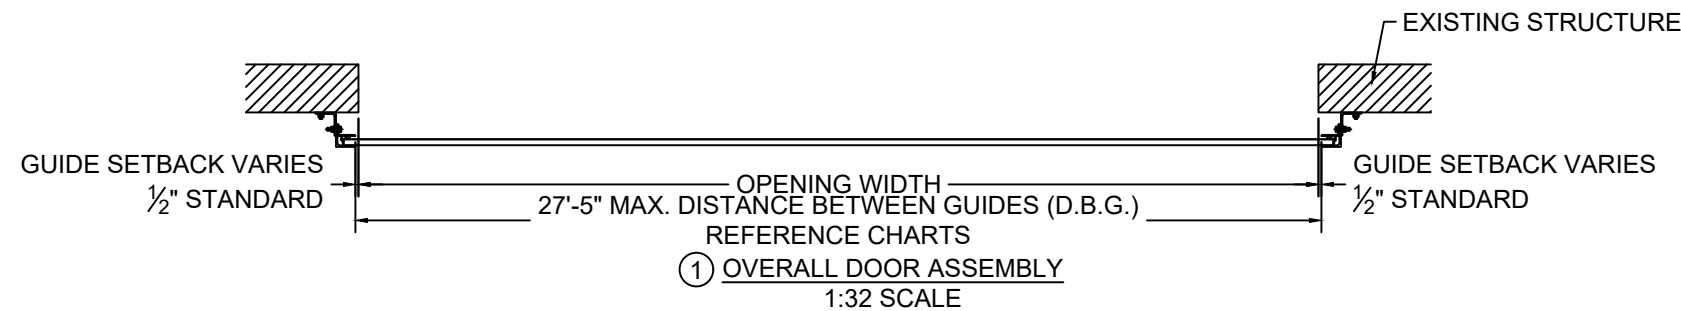 EXISTING STRUCTURE
GUIDE SETBACK VARIES
½" STANDARD
OPENING WIDTH
27'-5" MAX. DISTANCE BETWEEN GUIDES (D.B.G.)
REFERENCE CHARTS
GUIDE SETBACK VARIES
½" STANDARD
1 OVERALL DOOR ASSEMBLY
1:32 SCALE